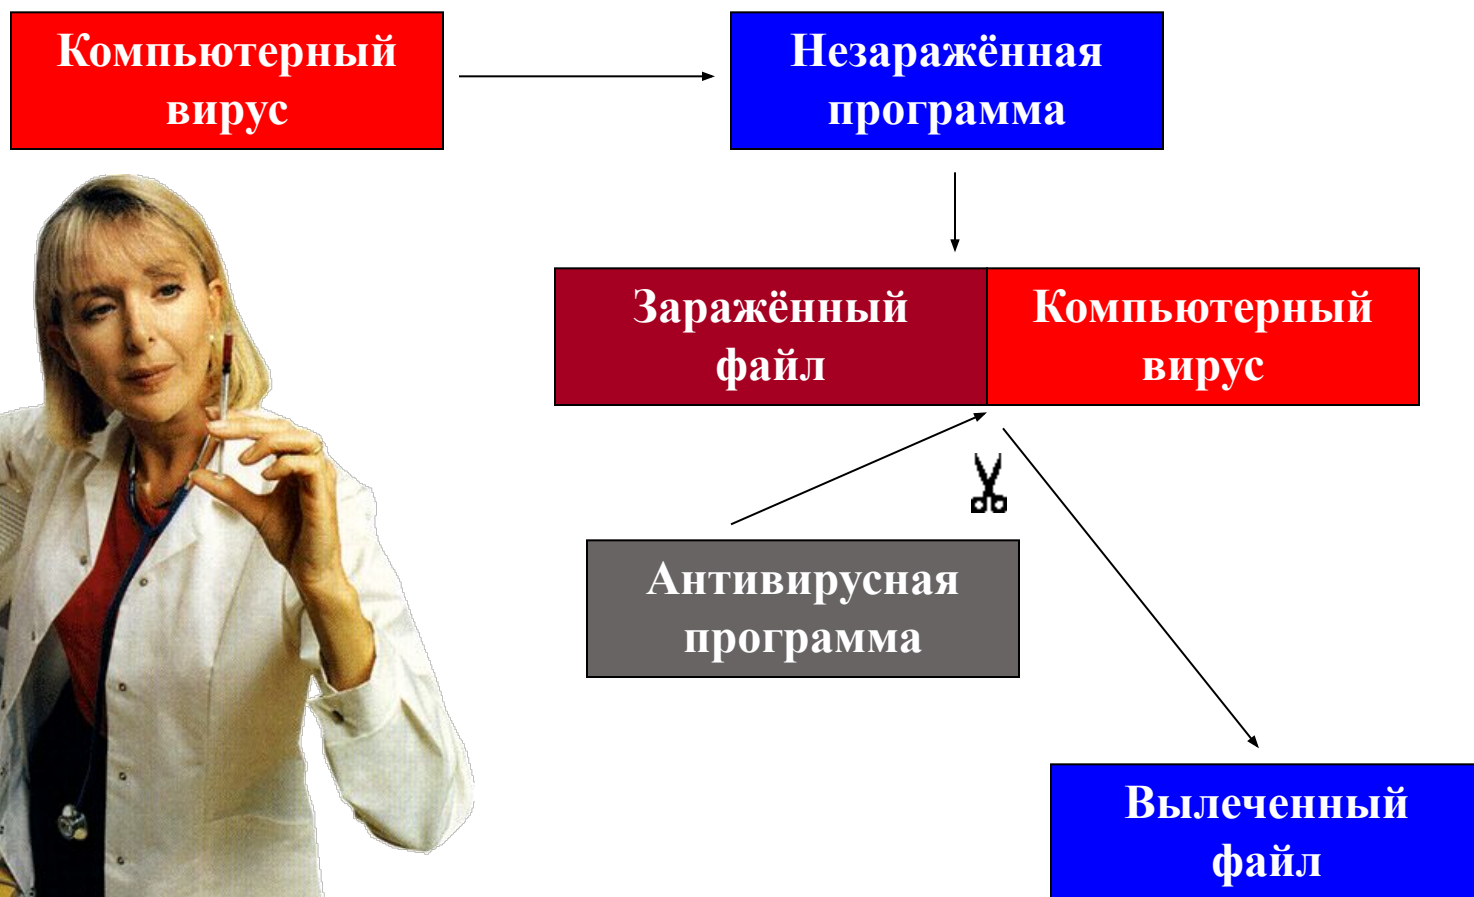 Компьютерный
вирус
Незаражённая
программа
Заражённый
файл
Компьютерный
вирус
Антивирусная
программа
Вылеченный
файл